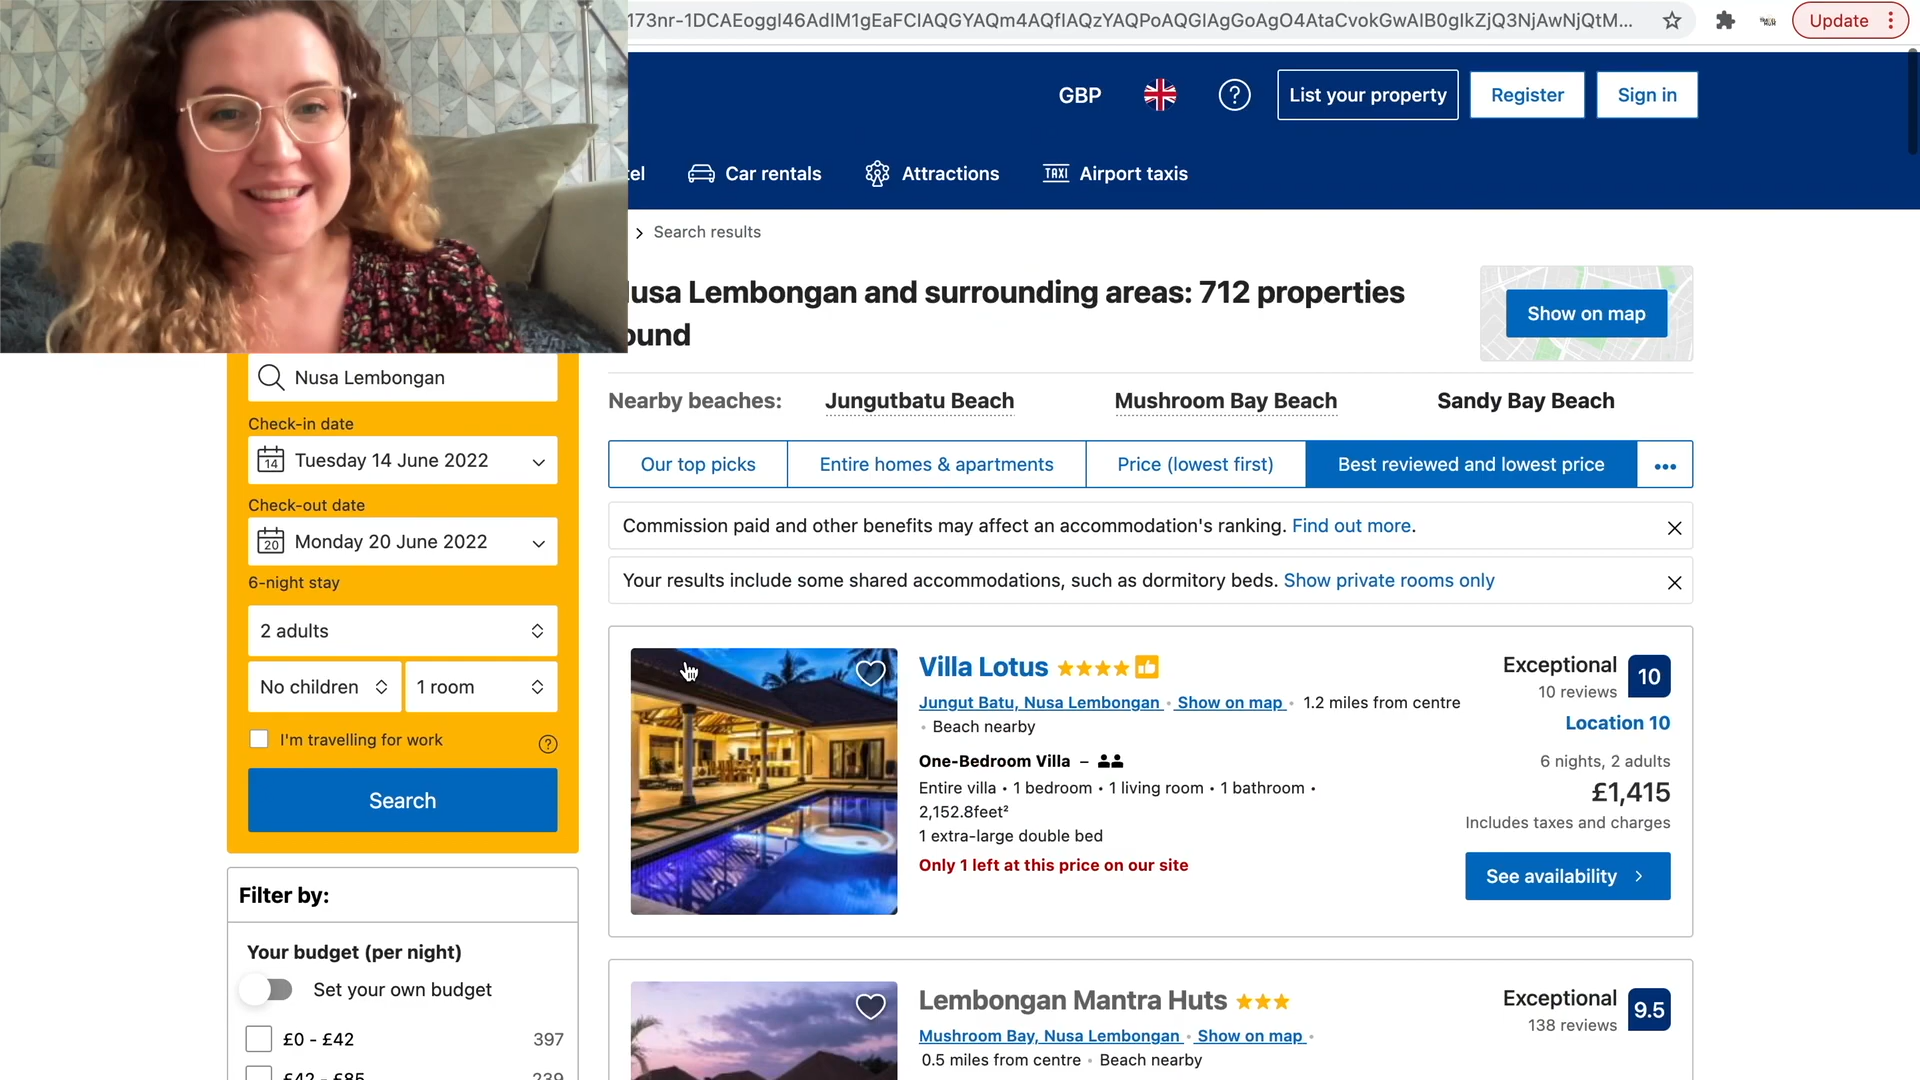 173nr-1DCAEoggI46AdIM1gEaFCIAQGYAQm4AQfIAQzYAQPoAQGIAgGoAgO4AtaCvokGwAIB0gIkZjQ3NjAwNjQtM...
Update
GBP
?
List your property
Register
Sign in
el
Car rentals
Attractions
TAXI
Airport taxis
Search results
usa Lembongan and surrounding areas: 712 properties
ound
Show on map
Nusa Lembongan
Check-in date
14
Tuesday 14 June 2022
Check-out date
20
Monday 20 June 2022
6-night stay
2 adults
No children
1 room
I'm travelling for work
?
Search
Filter by:
Your budget (per night)
Set your own budget
£0 - £42
397
£42 - £85
239
Nearby beaches:
Jungutbatu Beach
Mushroom Bay Beach
Sandy Bay Beach
Our top picks
Entire homes & apartments
Price (lowest first)
Best reviewed and lowest price
Commission paid and other benefits may affect an accommodation's ranking. Find out more.
Your results include some shared accommodations, such as dormitory beds. Show private rooms only
Villa Lotus
Jungut Batu, Nusa Lembongan • Show on map • 1.2 miles from centre
• Beach nearby
One-Bedroom Villa –
Entire villa • 1 bedroom • 1 living room • 1 bathroom •
2,152.8feet²
1 extra-large double bed
Only 1 left at this price on our site
Exceptional
10
10 reviews
Location 10
6 nights, 2 adults
£1,415
Includes taxes and charges
See availability
Lembongan Mantra Huts
Mushroom Bay, Nusa Lembongan • Show on map •
0.5 miles from centre • Beach nearby
Exceptional
9.5
138 reviews